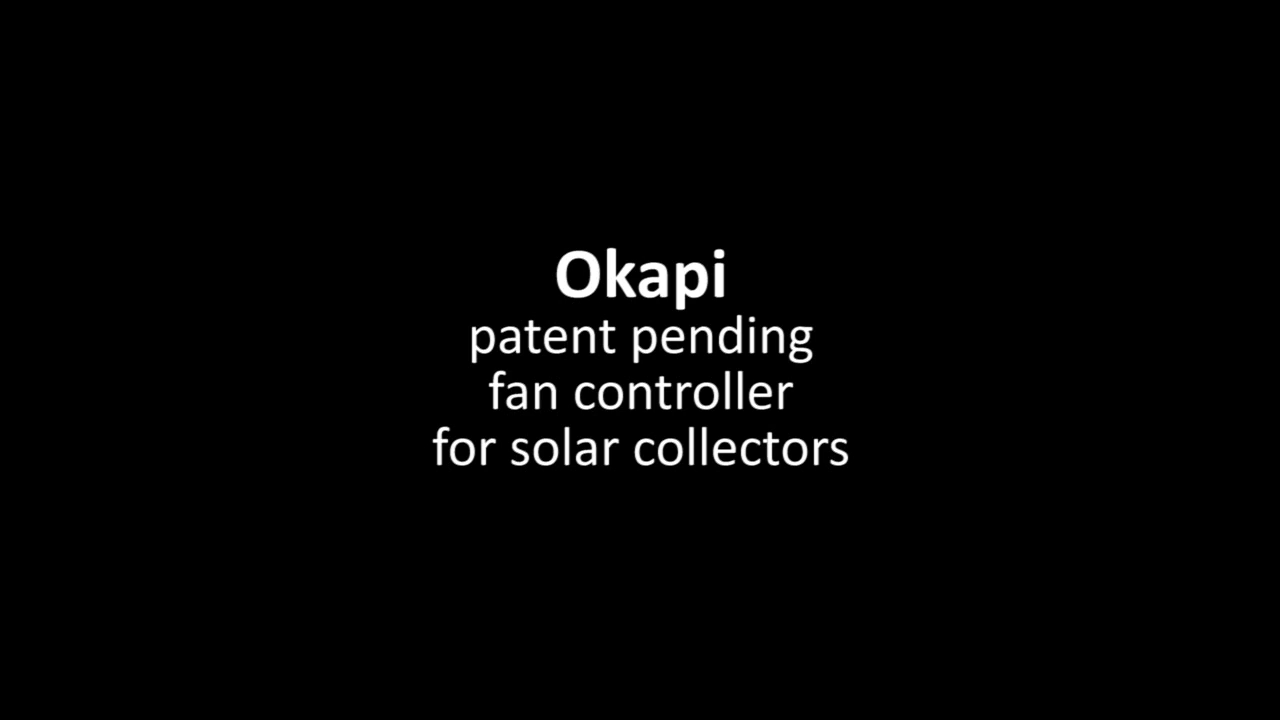 Okapi
patent pending
fan controller
for solar collectors